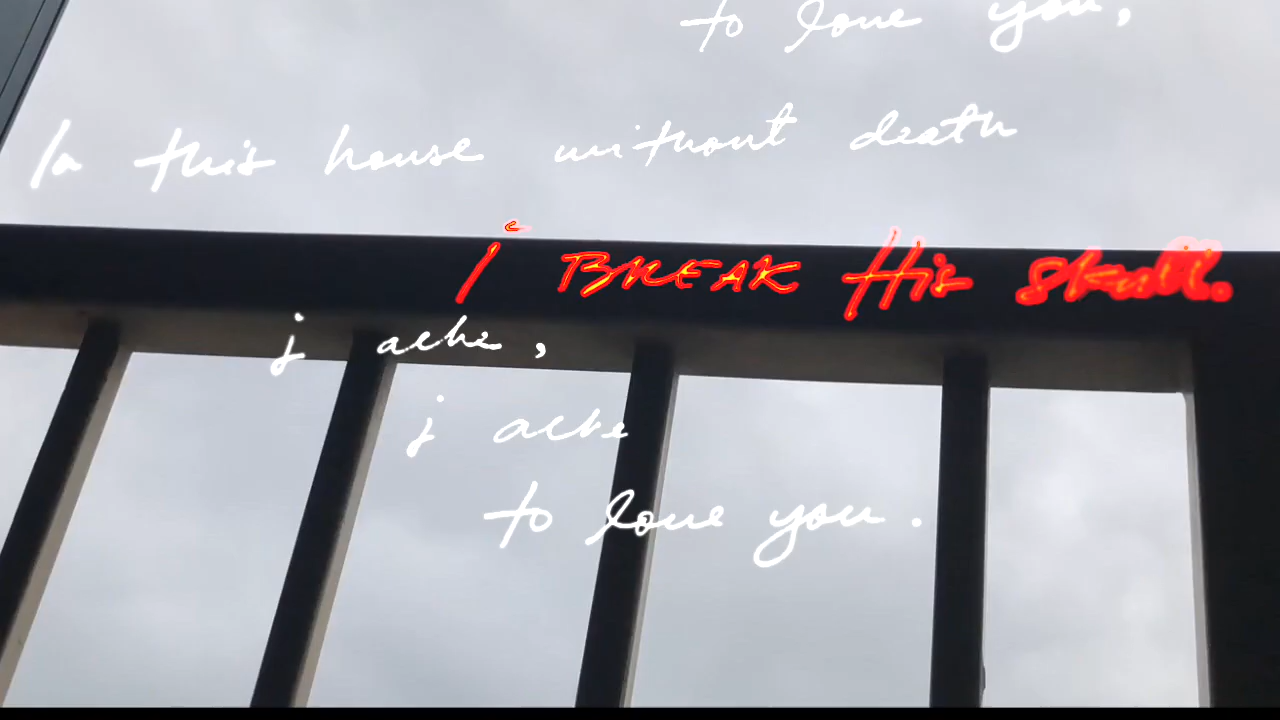 to love you,
In this house without death
i BREAK His skull.
j ache,
j ache
to love you.